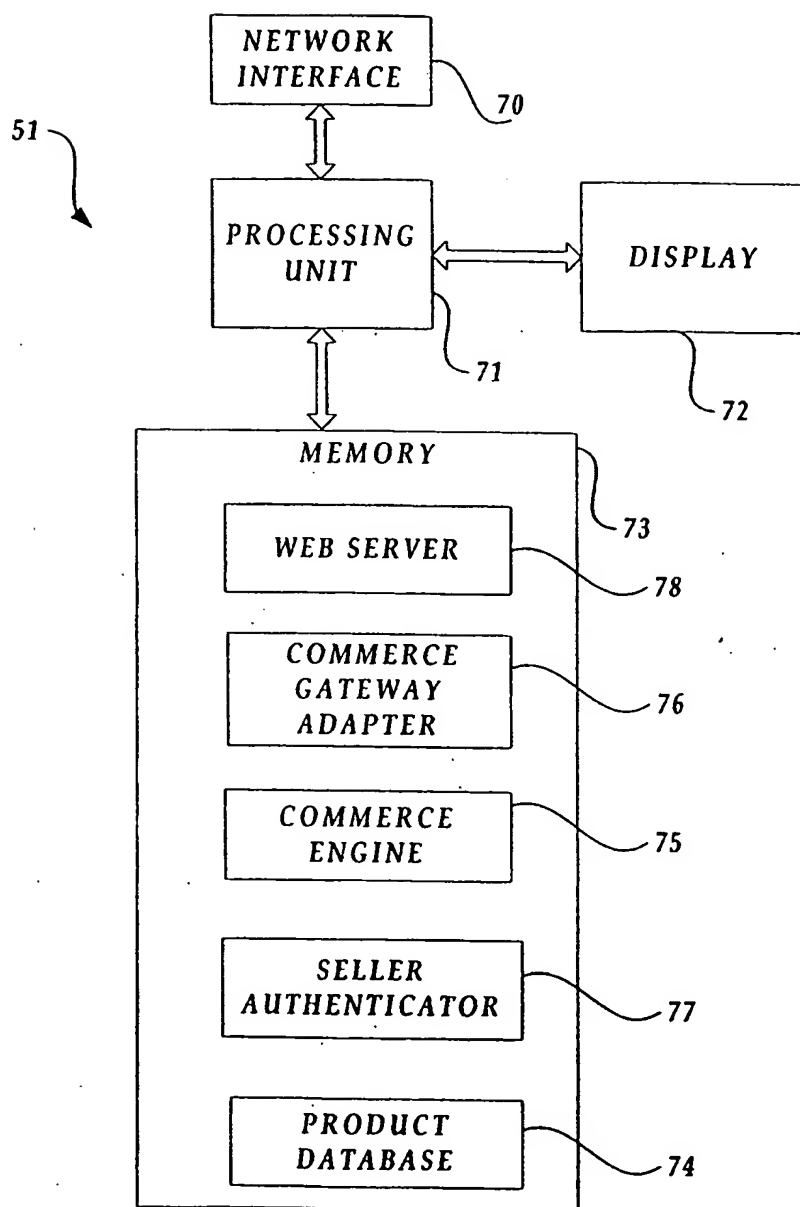 NETWORK
INTERFACE
70
51
PROCESSING
UNIT
DISPLAY
71
72
MEMORY
73
WEB SERVER
78
COMMERCE
GATEWAY
ADAPTER
76
COMMERCE
ENGINE
75
SELLER
AUTHENTICATOR
77
PRODUCT
DATABASE
74